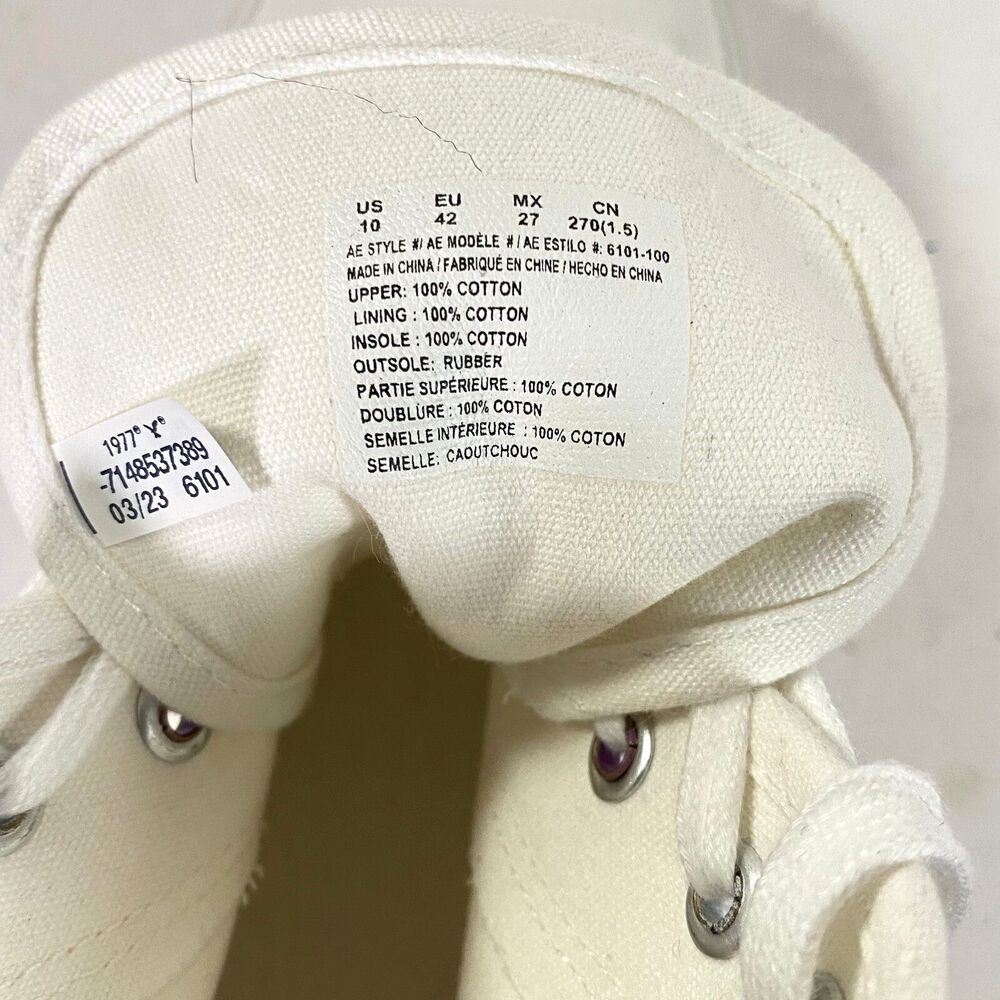 US EU MX CN
10 42 27 270(1.5)
AE STYLE #/ AE MODÈLE # / AE ESTILO #: 6101-100
MADE IN CHINA / FABRIQUÉ EN CHINE / HECHO EN CHINA
UPPER: 100% COTTON
LINING : 100% COTTON
INSOLE : 100% COTTON
OUTSOLE: RUBBER
PARTIE SUPÉRIEURE : 100% COTON
DOUBLURE : 100% COTON
SEMELLE INTÉRIEURE : 100% COTON
SEMELLE: CAOUTCHOUC
1977®
-7148537389
03/23 6101